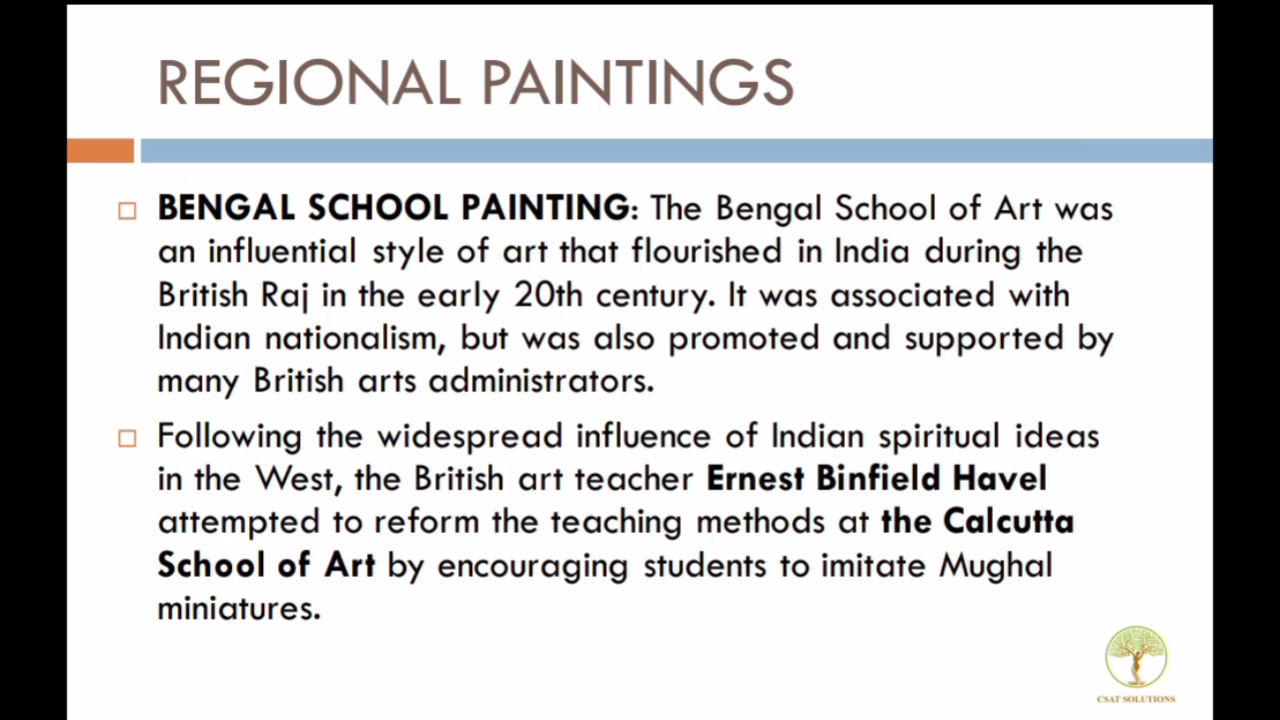 REGIONAL PAINTINGS
BENGAL SCHOOL PAINTING: The Bengal School of Art was
an influential style of art that flourished in India during the
British Raj in the early 20th century. It was associated with
Indian nationalism, but was also promoted and supported by
many British arts administrators.
Following the widespread influence of Indian spiritual ideas
in the West, the British art teacher Ernest Binfield Havel
attempted to reform the teaching methods at the Calcutta
School of Art by encouraging students to imitate Mughal
miniatures.
CSAT SOLUTIONS